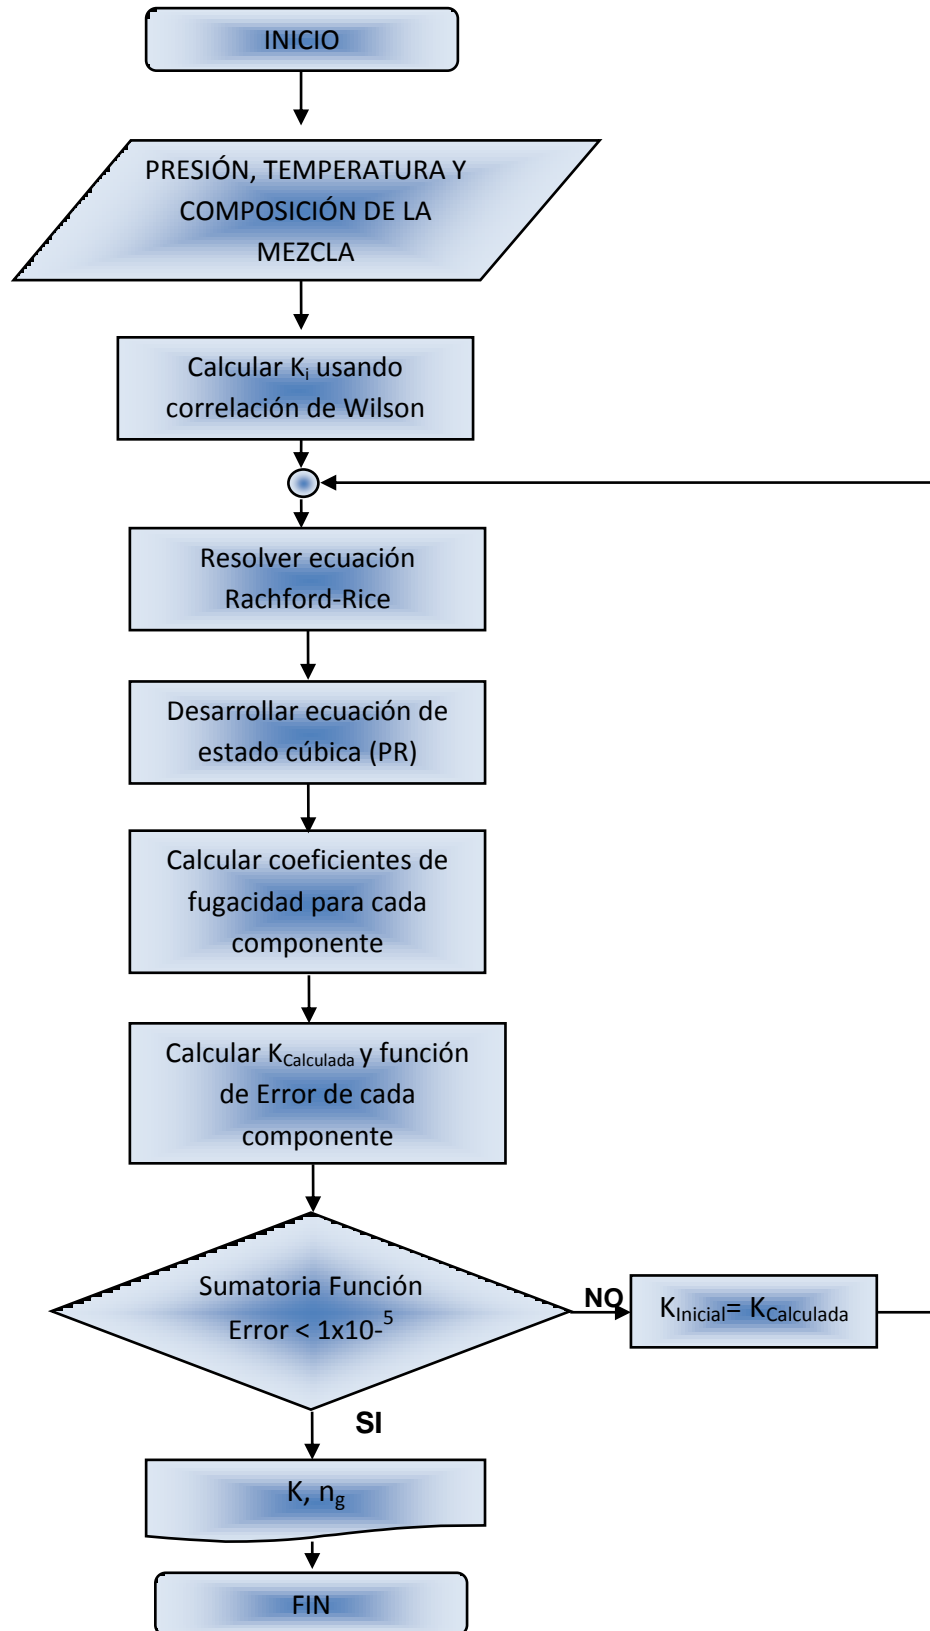 INICIO
PRESIÓN, TEMPERATURA Y
COMPOSICIÓN DE LA
MEZCLA
Calcular Ki usando
correlación de Wilson
Resolver ecuación
Rachford-Rice
Desarrollar ecuación de
estado cúbica (PR)
Calcular coeficientes de
fugacidad para cada
componente
Calcular KCalculada y función
de Error de cada
componente
Sumatoria Función
Error < 1x10-5
NO
KInicial= KCalculada
SI
K, ng
FIN